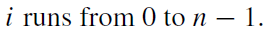 i runs from 0 to n − 1.